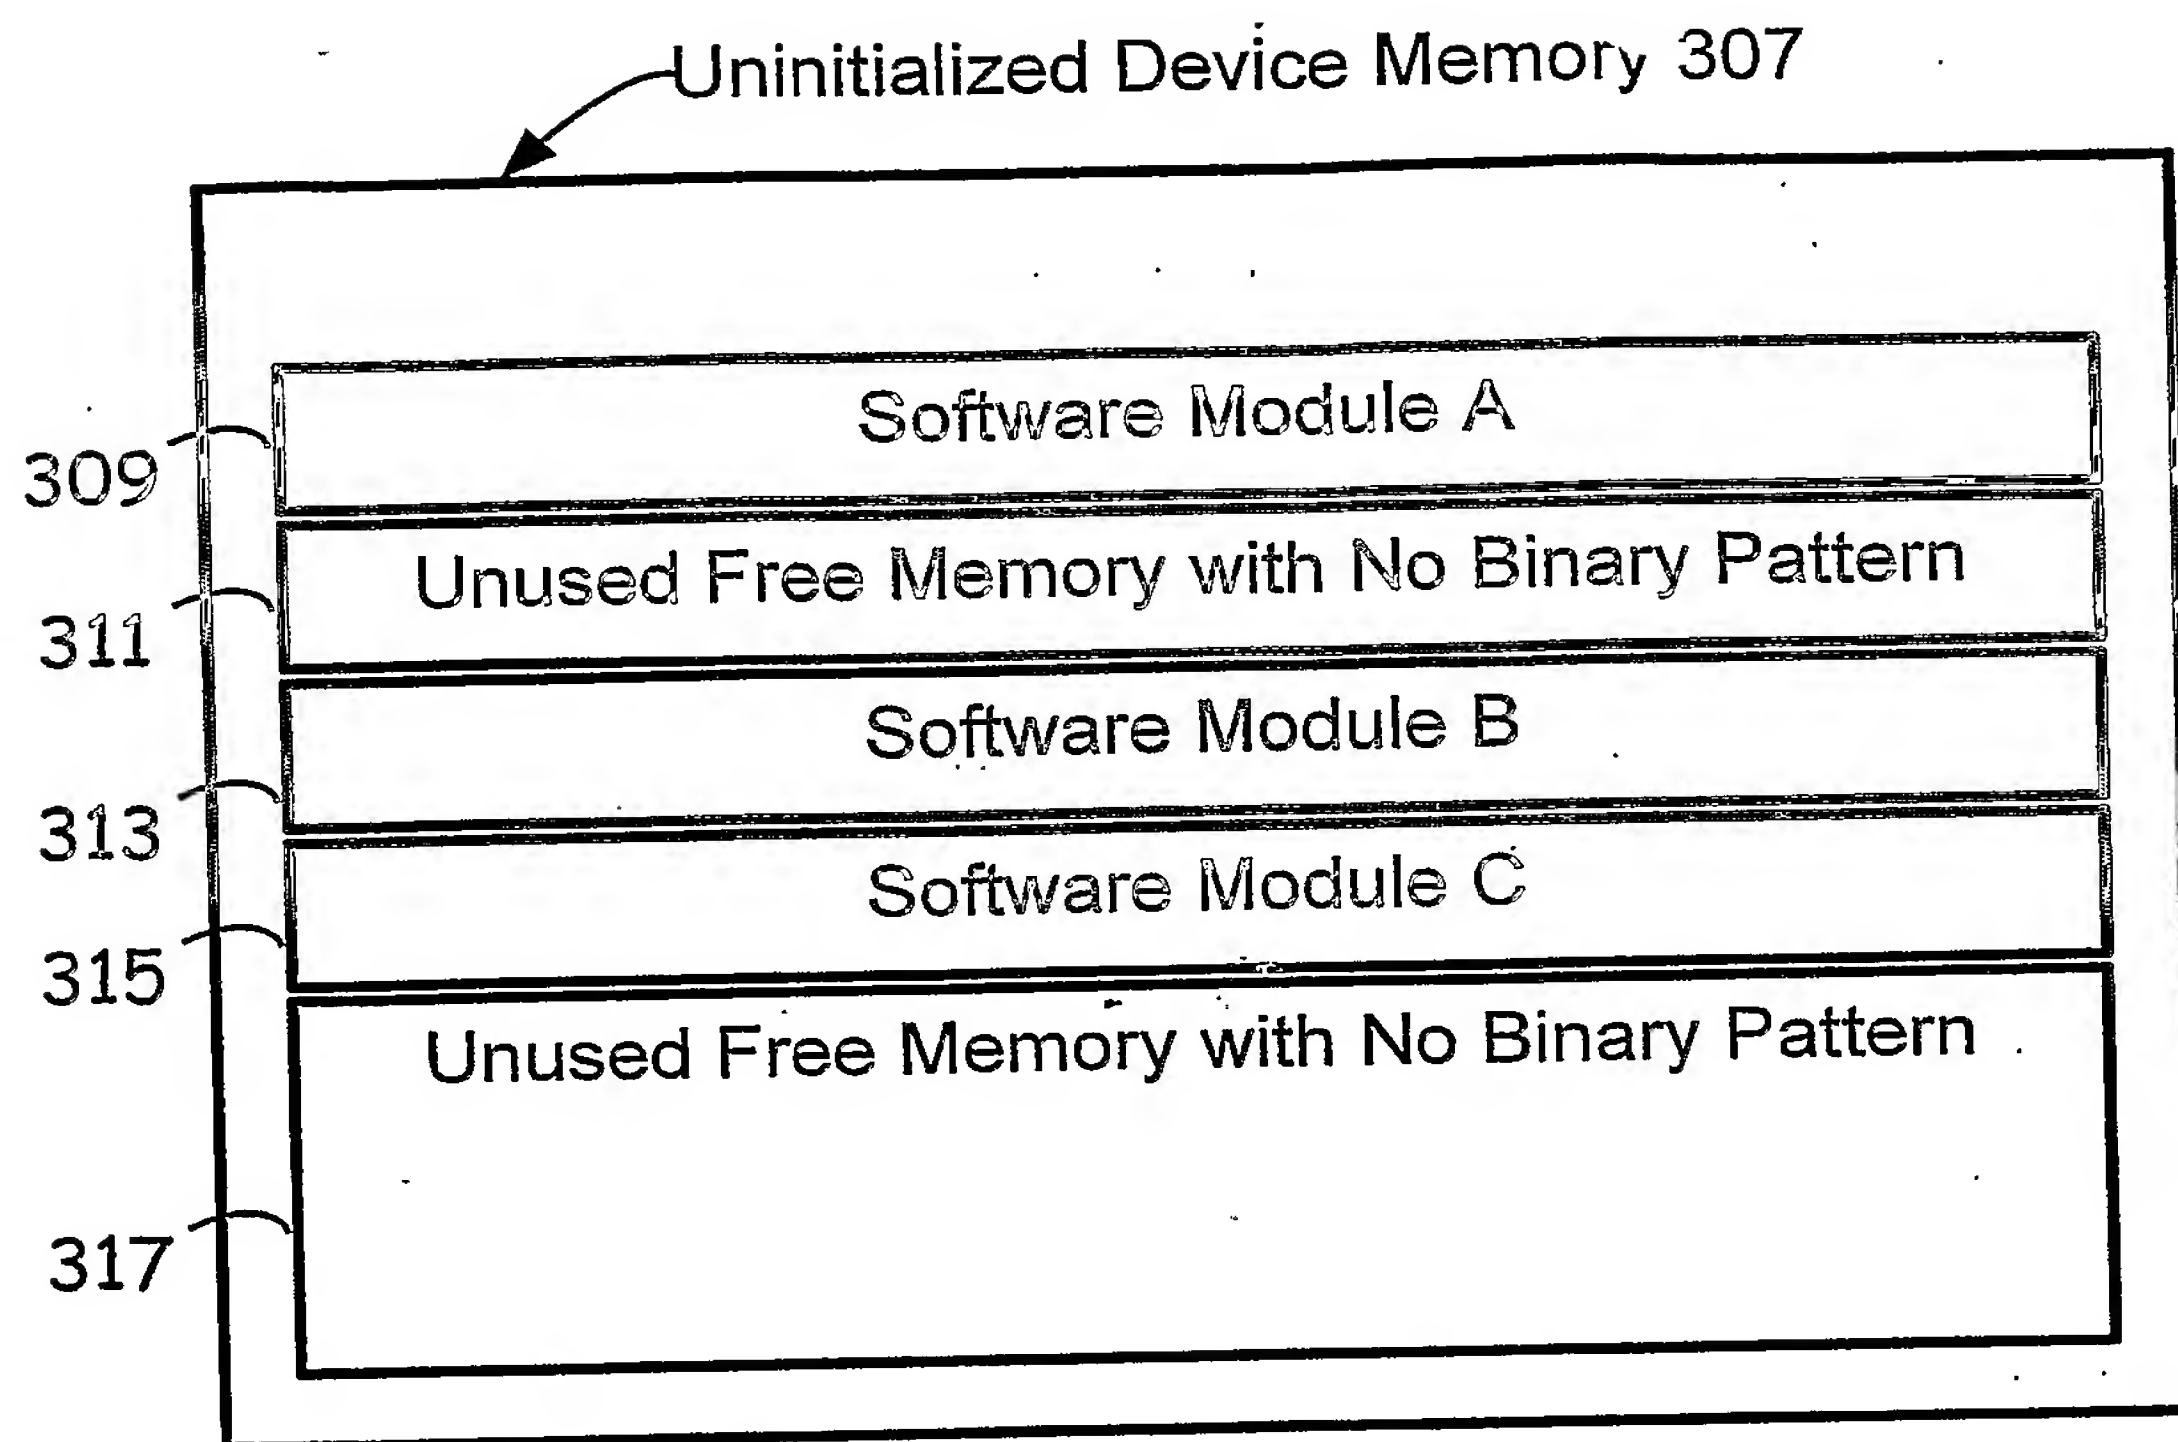 Uninitialized Device Memory 307
Software Module A
309
Unused Free Memory with No Binary Pattern
311
Software Module B
313
Software Module C
315
Unused Free Memory with No Binary Pattern
317